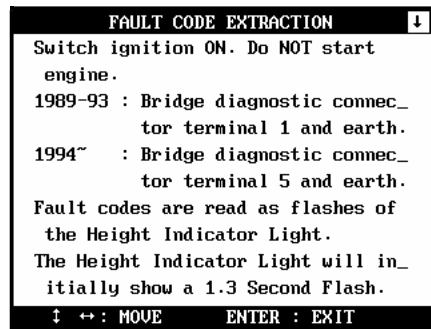 FAULT CODE EXTRACTION ↓
Switch ignition ON. Do NOT start
engine.
1989-93 : Bridge diagnostic connec_
tor terminal 1 and earth.
1994~ : Bridge diagnostic connec_
tor terminal 5 and earth.
Fault codes are read as flashes of
the Height Indicator Light.
The Height Indicator Light will in_
itially show a 1.3 Second Flash.
↕ ↔: MOVE ENTER : EXIT